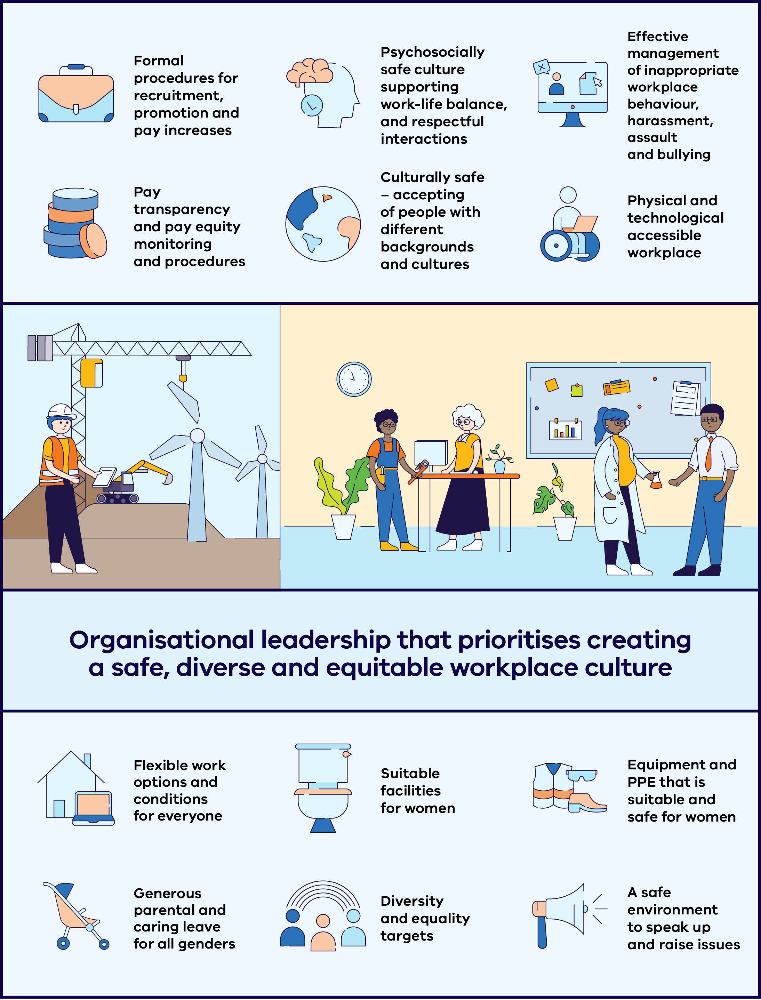 Formal
procedures for
recruitment,
promotion and
pay increases
Psychosocially
safe culture
supporting
work-life balance,
and respectful
interactions
Effective
management
of inappropriate
workplace
behaviour,
harassment,
assault
and bullying
Pay
transparency
and pay equity
monitoring
and procedures
Culturally safe
– accepting
of people with
different
backgrounds
and cultures
Physical and
technological
accessible
workplace
Organisational leadership that prioritises creating
a safe, diverse and equitable workplace culture
Flexible work
options and
conditions
for everyone
Suitable
facilities
for women
Equipment and
PPE that is
suitable and
safe for women
Generous
parental and
caring leave
for all genders
Diversity
and equality
targets
A safe
environment
to speak up
and raise issues